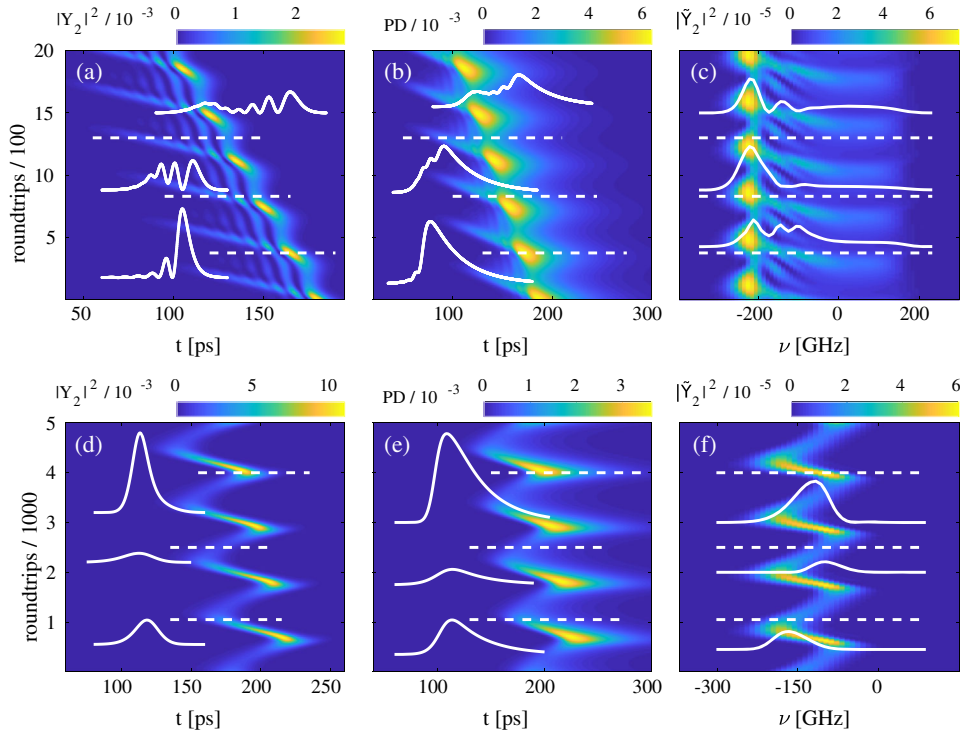 |Y₂|² / 10⁻³ 0 1 2
PD / 10⁻³ 0 2 4 6
|Ỹ₂|² / 10⁻⁵ 0 2 4 6
20
15
10
5
roundtrips / 100
(a)
(b)
(c)
50 100 150
t [ps]
100 200 300
t [ps]
-200 0 200
ν [GHz]
|Y₂|² / 10⁻³ 0 5 10
PD / 10⁻³ 0 1 2 3
|Ỹ₂|² / 10⁻⁵ 0 2 4 6
5
4
3
2
1
roundtrips / 1000
(d)
(e)
(f)
100 150 200 250
t [ps]
100 200 300
t [ps]
-300 -150 0
ν [GHz]